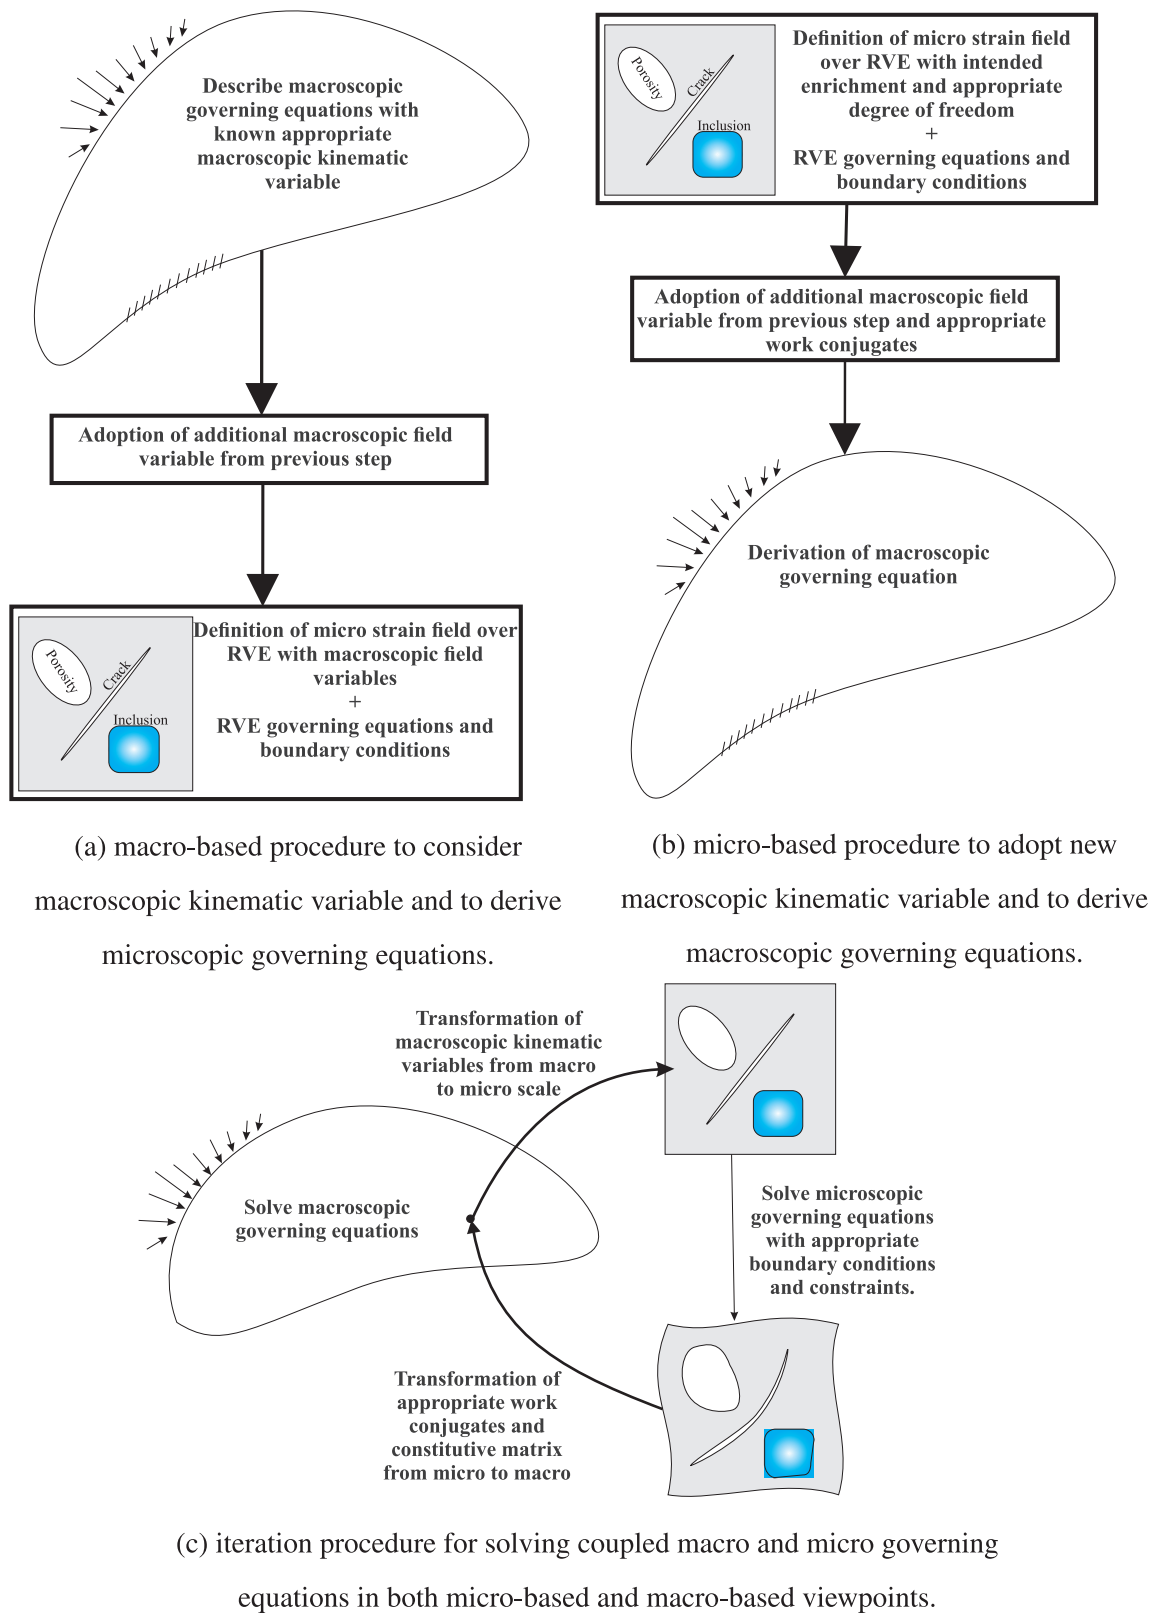 Describe macroscopic
governing equations with
known appropriate
macroscopic kinematic
variable
Adoption of additional macroscopic field
variable from previous step
Porosity
Crack
Inclusion
Definition of micro strain field over
RVE with macroscopic field
variables
+
RVE governing equations and
boundary conditions
(a) macro-based procedure to consider
macroscopic kinematic variable and to derive
microscopic governing equations.
Porosity
Crack
Inclusion
Definition of micro strain field
over RVE with intended
enrichment and appropriate
degree of freedom
+
RVE governing equations and
boundary conditions
Adoption of additional macroscopic field
variable from previous step and appropriate
work conjugates
Derivation of macroscopic
governing equation
(b) micro-based procedure to adopt new
macroscopic kinematic variable and to derive
macroscopic governing equations.
Transformation of
macroscopic kinematic
variables from macro
to micro scale
Solve macroscopic
governing equations
Solve microscopic
governing equations
with appropriate
boundary conditions
and constraints.
Transformation of
appropriate work
conjugates and
constitutive matrix
from micro to macro
(c) iteration procedure for solving coupled macro and micro governing
equations in both micro-based and macro-based viewpoints.